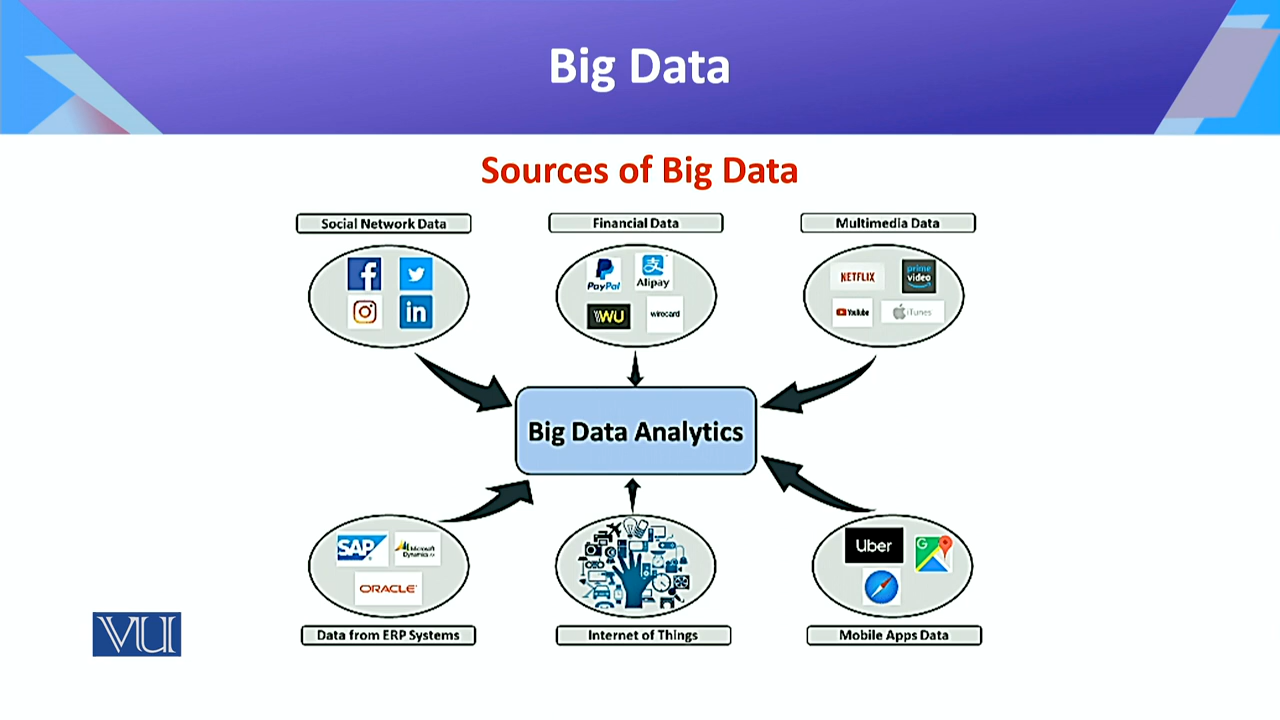 Big Data
Sources of Big Data
Social Network Data
Financial Data
Multimedia Data
PayPal
Alipay
WU
wirecard
NETFLIX
prime video
YouTube
iTunes
Big Data Analytics
SAP
Microsoft
Dynamics
ORACLE
Uber
G
Data from ERP Systems
Internet of Things
Mobile Apps Data
VU